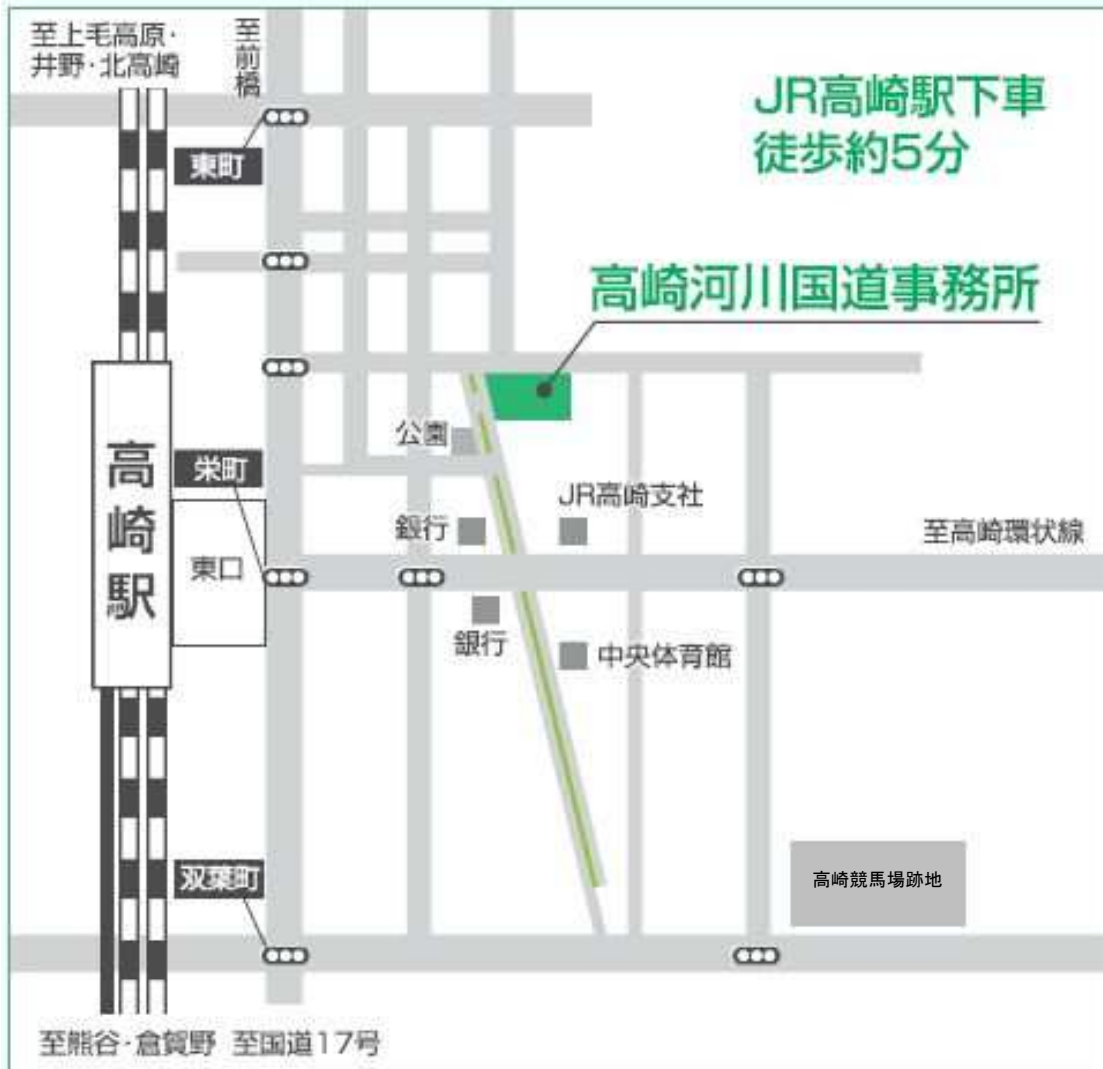 至上毛高原・
井野・北高崎
至前橋
JR高崎駅下車
徒歩約5分
東町
高崎河川国道事務所
公園
高崎駅
栄町
JR高崎支社
銀行
至高崎環状線
東口
銀行
中央体育館
双葉町
高崎競馬場跡地
至熊谷・倉賀野 至国道17号